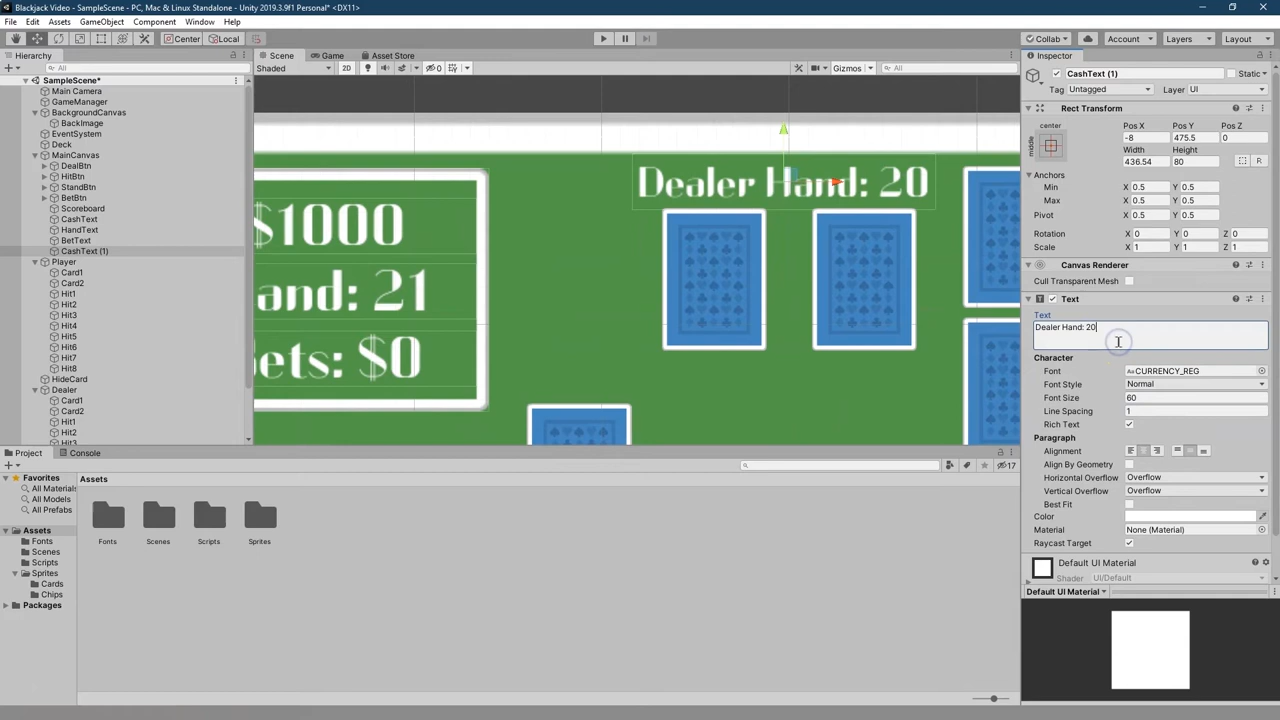 Blackjack Video - SampleScene - PC, Mac & Linux Standalone - Unity 2019.3.9f1 Personal* <DX11>
File Edit Assets GameObject Component Window Help
Center Local Collab Account Layers Layout
Hierarchy
All
SampleScene*
Main Camera
GameManager
BackgroundCanvas
BackImage
EventSystem
Deck
MainCanvas
DealBtn
HitBtn
StandBtn
BetBtn
Scoreboard
CashText
HandText
BetText
CashText (1)
Player
Card1
Card2
Hit1
Hit2
Hit3
Hit4
Hit5
Hit6
Hit7
Hit8
HideCard
Dealer
Card1
Card2
Hit1
Hit2
Hit3
Scene Game Asset Store
Shaded 2D 0 Gizmos All
$1000
and: 21
ets: $0
Dealer Hand: 20
Inspector
CashText (1) Static
Tag Untagged Layer UI
Rect Transform
center
middle
Pos X Pos Y Pos Z
-8 475.5 0
Width Height
436.54 80
R
Anchors
Min X 0.5 Y 0.5
Max X 0.5 Y 0.5
Pivot X 0.5 Y 0.5
Rotation X 0 Y 0 Z 0
Scale X 1 Y 1 Z 1
Canvas Renderer
Cull Transparent Mesh
Text
Text
Dealer Hand: 20
Character
Font CURRENCY_REG
Font Style Normal
Font Size 60
Line Spacing 1
Rich Text
Paragraph
Alignment
Align By Geometry
Horizontal Overflow Overflow
Vertical Overflow Overflow
Best Fit
Color
Material None (Material)
Raycast Target
Default UI Material
Shader UI/Default
Default UI Material
Project Console
17
Favorites
All Materials
All Models
All Prefabs
Assets
Fonts
Scenes
Scripts
Sprites
Cards
Chips
Packages
Assets
Fonts Scenes Scripts Sprites